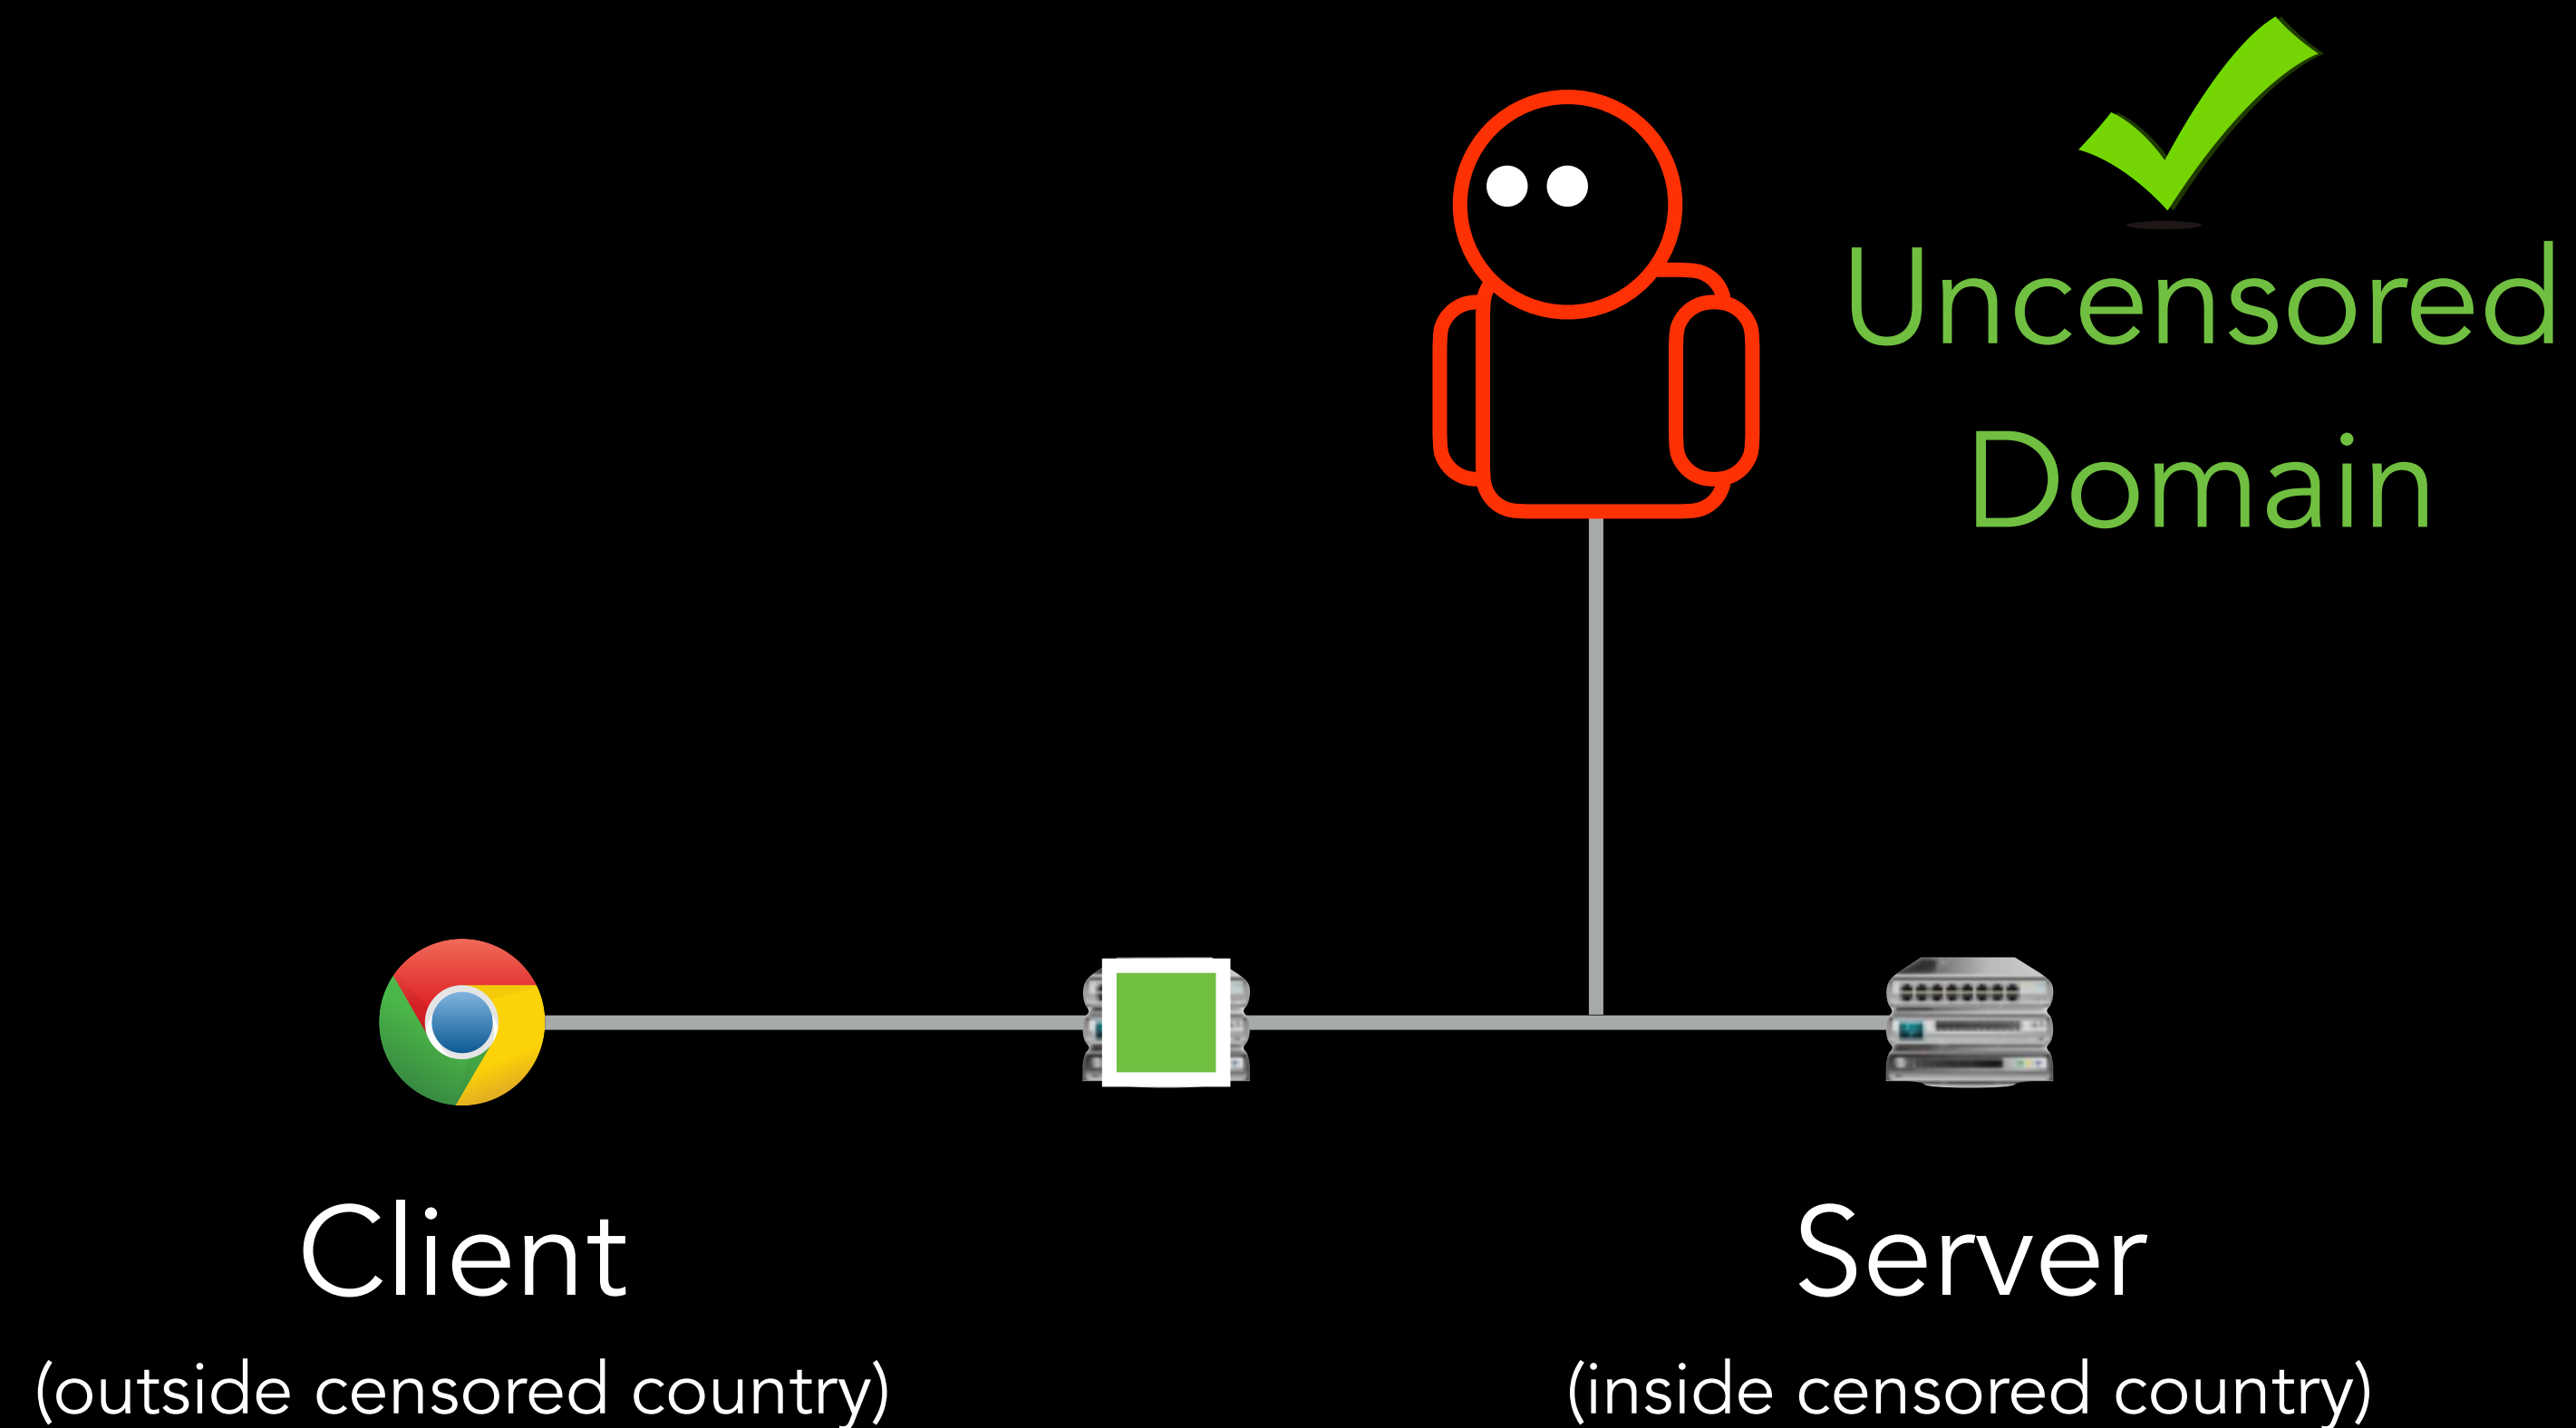 Uncensored
Domain
Client
(outside censored country)
Server
(inside censored country)